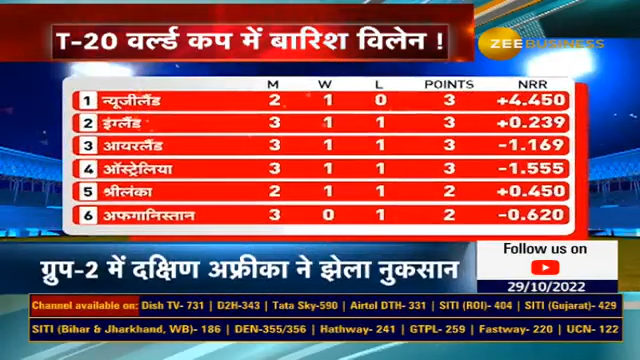 T-20 वर्ल्ड कप में बारिश विलेन !
ZEE BUSINESS
M W L POINTS NRR
1 न्यूजीलैंड 2 1 0 3 +4.450
2 इंग्लैंड 3 1 1 3 +0.239
3 आयरलैंड 3 1 1 3 -1.169
4 ऑस्ट्रेलिया 3 1 1 3 -1.555
5 श्रीलंका 2 1 1 2 +0.450
6 अफगानिस्तान 3 0 1 2 -0.620
ग्रुप-2 में दक्षिण अफ्रीका ने झेला नुकसान
Follow us on
29/10/2022
Channel available on: Dish TV- 731 | D2H-343 | Tata Sky-590 | Airtel DTH- 331 | SITI (ROI)- 404 | SITI (Gujarat)- 429
SITI (Bihar & Jharkhand, WB)- 186 | DEN-355/356 | Hathway- 241 | GTPL- 259 | Fastway- 220 | UCN- 122